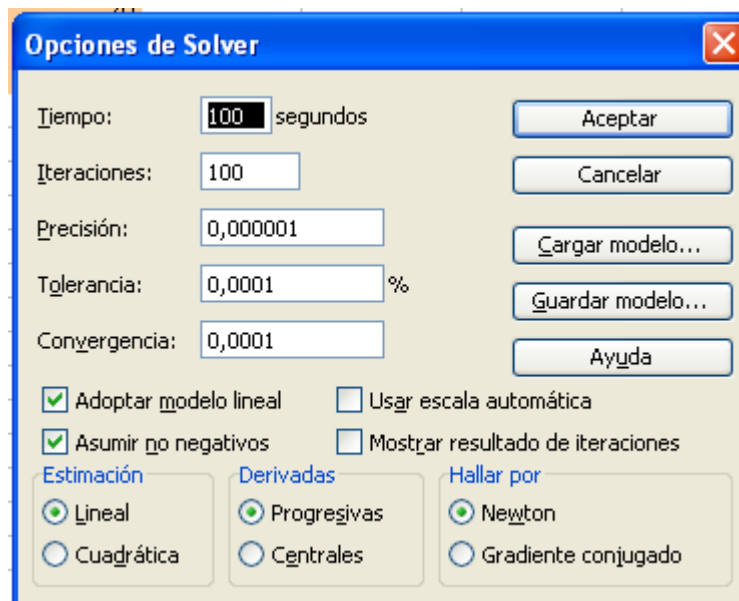 Opciones de Solver
Tiempo: 100 segundos Aceptar
Iteraciones: 100 Cancelar
Precisión: 0,000001 Cargar modelo...
Tolerancia: 0,0001 % Guardar modelo...
Convergencia: 0,0001 Ayuda
Adoptar modelo lineal Usar escala automática
Asumir no negativos Mostrar resultado de iteraciones
Estimación Derivadas Hallar por
Lineal Progresivas Newton
Cuadrática Centrales Gradiente conjugado